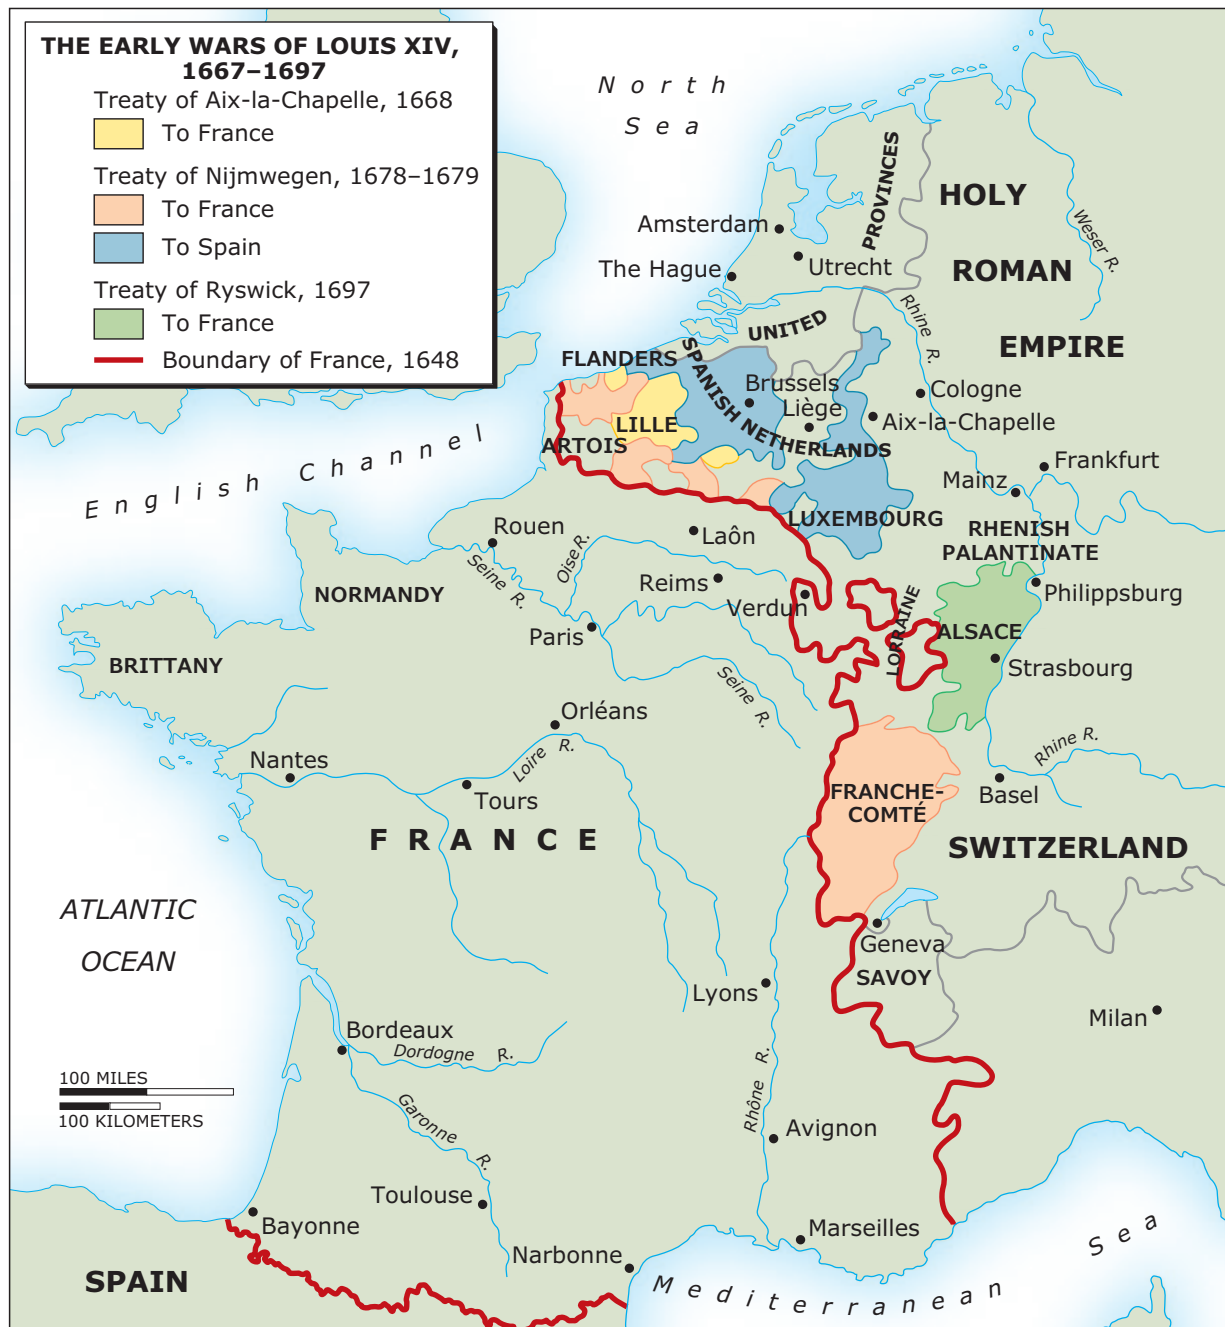 THE EARLY WARS OF LOUIS XIV,
1667–1697
Treaty of Aix-la-Chapelle, 1668
To France
Treaty of Nijmwegen, 1678–1679
To France
To Spain
Treaty of Ryswick, 1697
To France
Boundary of France, 1648
North
Sea
PROVINCES
HOLY
ROMAN
EMPIRE
Weser R.
Amsterdam
Utrecht
The Hague
Rhine R.
UNITED
FLANDERS
SPANISH NETHERLANDS
Brussels
Liège
Cologne
Aix-la-Chapelle
LILLE
ARTOIS
English Channel
Frankfurt
Mainz
LUXEMBOURG
RHENISH
PALANTINATE
Rouen
Laôn
Oise R.
Seine R.
Reims
Verdun
Philippsburg
NORMANDY
Paris
LORRAINE
ALSACE
Strasbourg
BRITTANY
Seine R.
Orléans
Loire R.
Nantes
Tours
Rhine R.
Basel
FRANCHE-
COMTÉ
FRANCE
SWITZERLAND
ATLANTIC
OCEAN
Geneva
SAVOY
Lyons
Milan
Bordeaux
Dordogne R.
100 MILES
100 KILOMETERS
Garonne R.
Rhône R.
Avignon
Toulouse
Bayonne
Marseilles
Narbonne
SPAIN
Mediterranean Sea